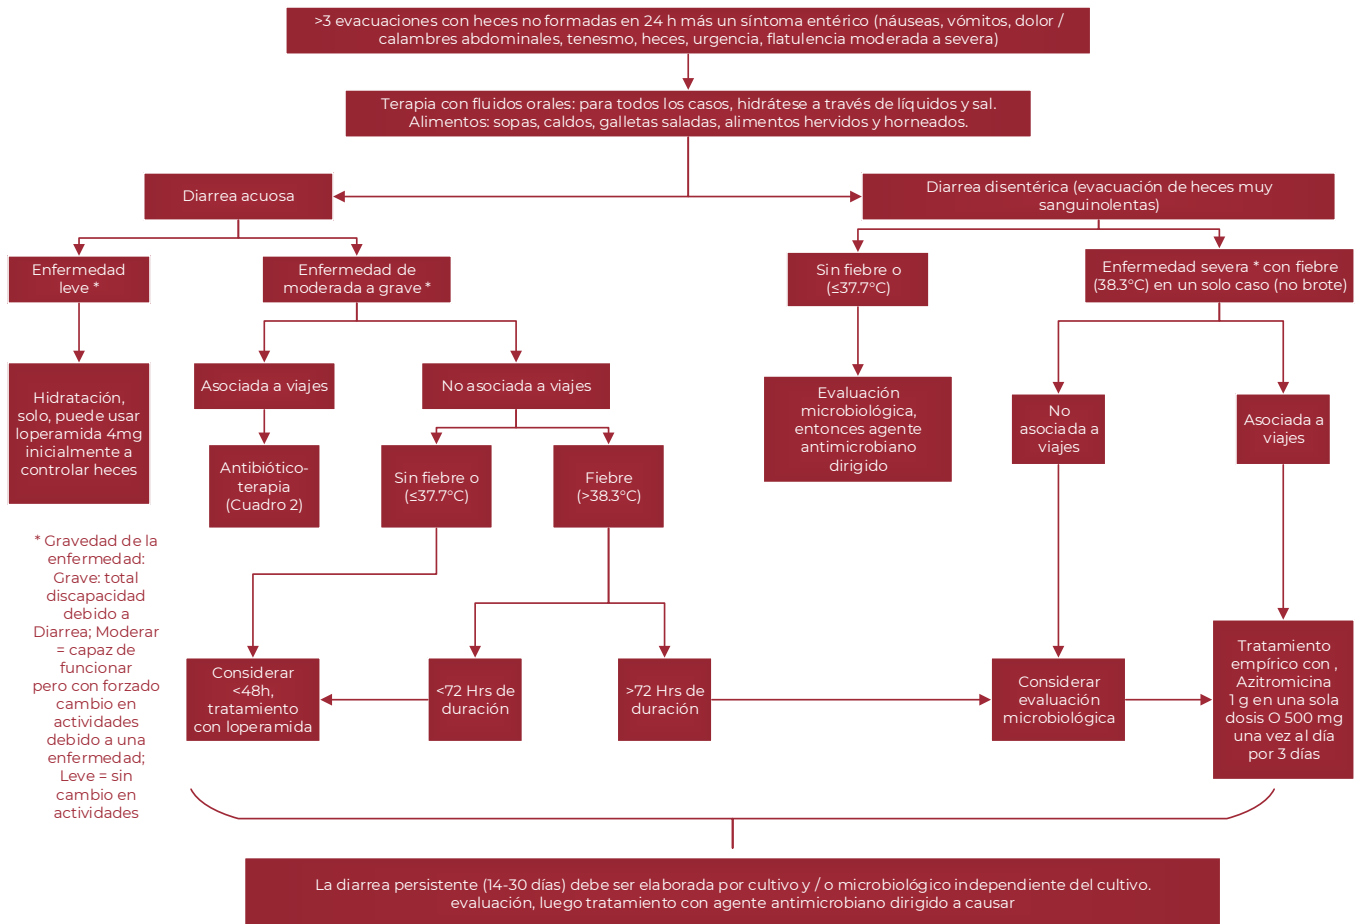 >3 evacuaciones con heces no formadas en 24 h más un síntoma entérico (náuseas, vómitos, dolor /
calambres abdominales, tenesmo, heces, urgencia, flatulencia moderada a severa)
Terapia con fluidos orales: para todos los casos, hidrátese a través de líquidos y sal.
Alimentos: sopas, caldos, galletas saladas, alimentos hervidos y horneados.
Diarrea acuosa
Diarrea disentérica (evacuación de heces muy
sanguinolentas)
Enfermedad
leve *
Enfermedad de
moderada a grave *
Sin fiebre o
(≤37.7°C)
Enfermedad severa * con fiebre
(38.3°C) en un solo caso (no brote)
Hidratación,
solo, puede usar
loperamida 4mg
inicialmente a
controlar heces
Asociada a viajes
No asociada a viajes
Evaluación
microbiológica,
entonces agente
antimicrobiano
dirigido
No
asociada a
viajes
Asociada a
viajes
Antibiótico-
terapia
(Cuadro 2)
Sin fiebre o
(≤37.7°C)
Fiebre
(>38.3°C)
* Gravedad de la
enfermedad:
Grave: total
discapacidad
debido a
Diarrea; Moderar
= capaz de
funcionar
pero con forzado
cambio en
actividades
debido a una
enfermedad;
Leve = sin
cambio en
actividades
Considerar
<48h,
tratamiento
con loperamida
<72 Hrs de
duración
>72 Hrs de
duración
Considerar
evaluación
microbiológica
Tratamiento
empírico con ,
Azitromicina
1 g en una sola
dosis O 500 mg
una vez al día
por 3 días
La diarrea persistente (14-30 días) debe ser elaborada por cultivo y / o microbiológico independiente del cultivo.
evaluación, luego tratamiento con agente antimicrobiano dirigido a causar